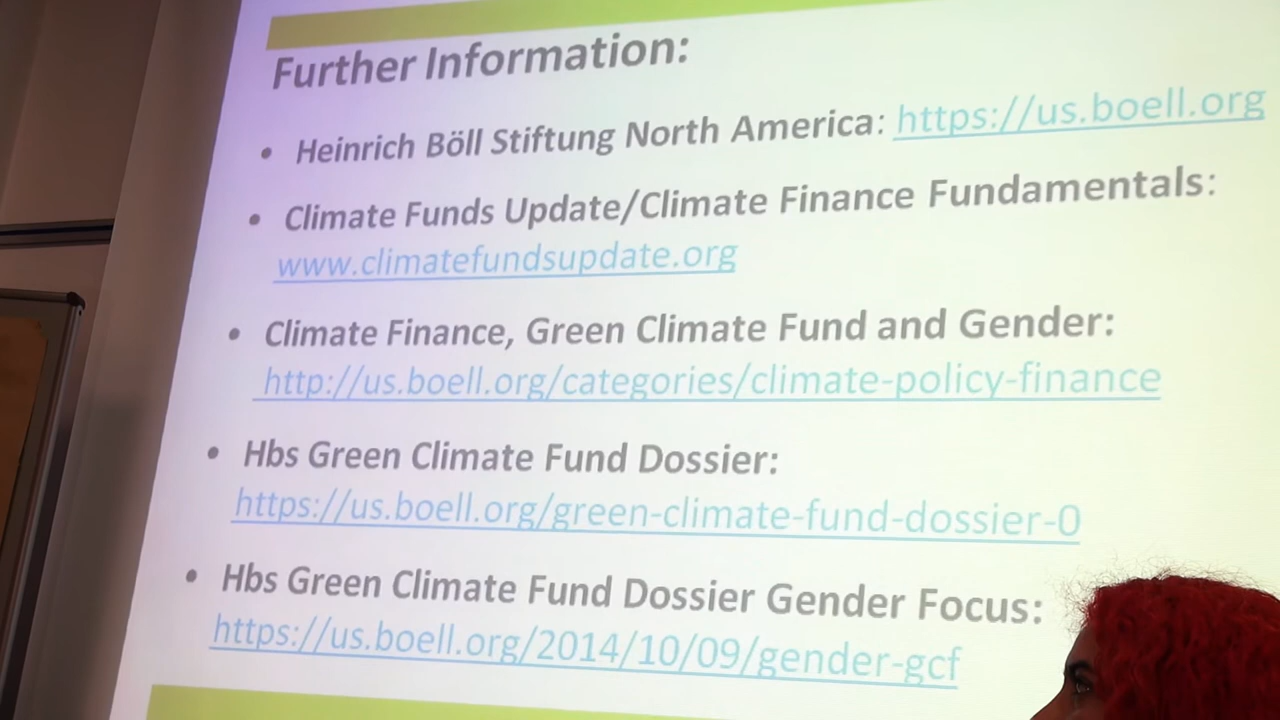 Further Information:
• Heinrich Böll Stiftung North America: https://us.boell.org
• Climate Funds Update/Climate Finance Fundamentals:
www.climatefundsupdate.org
• Climate Finance, Green Climate Fund and Gender:
http://us.boell.org/categories/climate-policy-finance
• Hbs Green Climate Fund Dossier:
https://us.boell.org/green-climate-fund-dossier-0
• Hbs Green Climate Fund Dossier Gender Focus:
https://us.boell.org/2014/10/09/gender-gcf